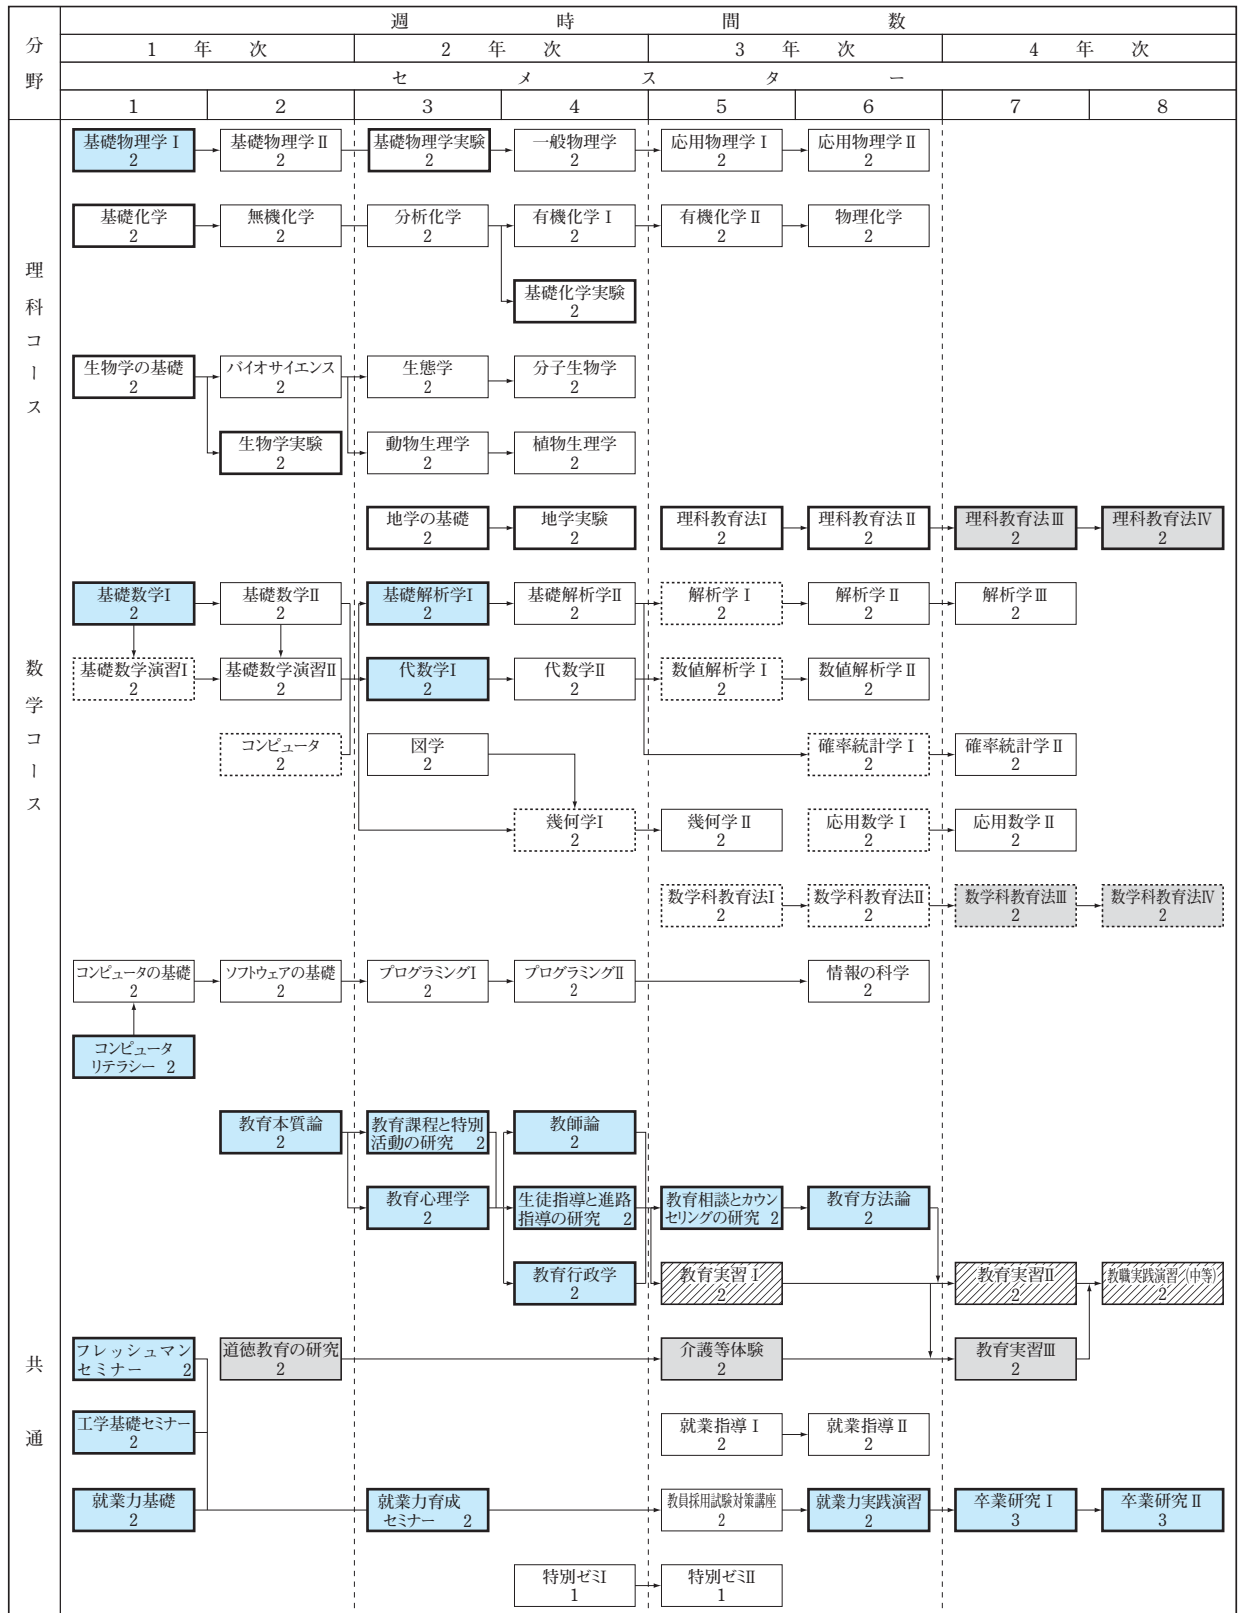 分野
週時間数
1年次 2年次 3年次 4年次
セメスター
1 2 3 4 5 6 7 8
理科コース
基礎物理学Ⅰ 基礎物理学Ⅱ 基礎物理学実験 一般物理学 応用物理学Ⅰ 応用物理学Ⅱ
2 2 2 2 2 2
基礎化学 無機化学 分析化学 有機化学Ⅰ 有機化学Ⅱ 物理化学
2 2 2 2 2 2
基礎化学実験
2
生物学の基礎 バイオサイエンス 生態学 分子生物学
2 2 2 2
生物学実験 動物生理学 植物生理学
2 2 2
地学の基礎 地学実験 理科教育法Ⅰ 理科教育法Ⅱ 理科教育法Ⅲ 理科教育法Ⅳ
2 2 2 2 2 2
数学コース
基礎数学Ⅰ 基礎数学Ⅱ 基礎解析学Ⅰ 基礎解析学Ⅱ 解析学Ⅰ 解析学Ⅱ 解析学Ⅲ
2 2 2 2 2 2 2
基礎数学演習Ⅰ 基礎数学演習Ⅱ 代数学Ⅰ 代数学Ⅱ 数値解析学Ⅰ 数値解析学Ⅱ
2 2 2 2 2 2
コンピュータ 図学 確率統計学Ⅰ 確率統計学Ⅱ
2 2 2 2
幾何学Ⅰ 幾何学Ⅱ 応用数学Ⅰ 応用数学Ⅱ
2 2 2 2
数学科教育法Ⅰ 数学科教育法Ⅱ 数学科教育法Ⅲ 数学科教育法Ⅳ
2 2 2 2
コンピュータの基礎 ソフトウェアの基礎 プログラミングⅠ プログラミングⅡ 情報の科学
2 2 2 2 2
コンピュータ
リテラシー 2
共通
教育本質論 教育課程と特別 教師論
2 活動の研究 2 2
教育心理学 生徒指導と進路 教育相談とカウン 教育方法論
2 指導の研究 2 セリングの研究 2 2
教育行政学 教育実習Ⅰ 教育実習Ⅱ 教職実践演習(中等)
2 2 2 2
フレッシュマン 道徳教育の研究 介護等体験 教育実習Ⅲ
セミナー 2 2 2 2
工学基礎セミナー 就業指導Ⅰ 就業指導Ⅱ
2 2 2
就業力基礎 就業力育成 教員採用試験対策講座 就業力実践演習 卒業研究Ⅰ 卒業研究Ⅱ
2 セミナー 2 2 2 3 3
特別ゼミⅠ 特別ゼミⅡ
1 1